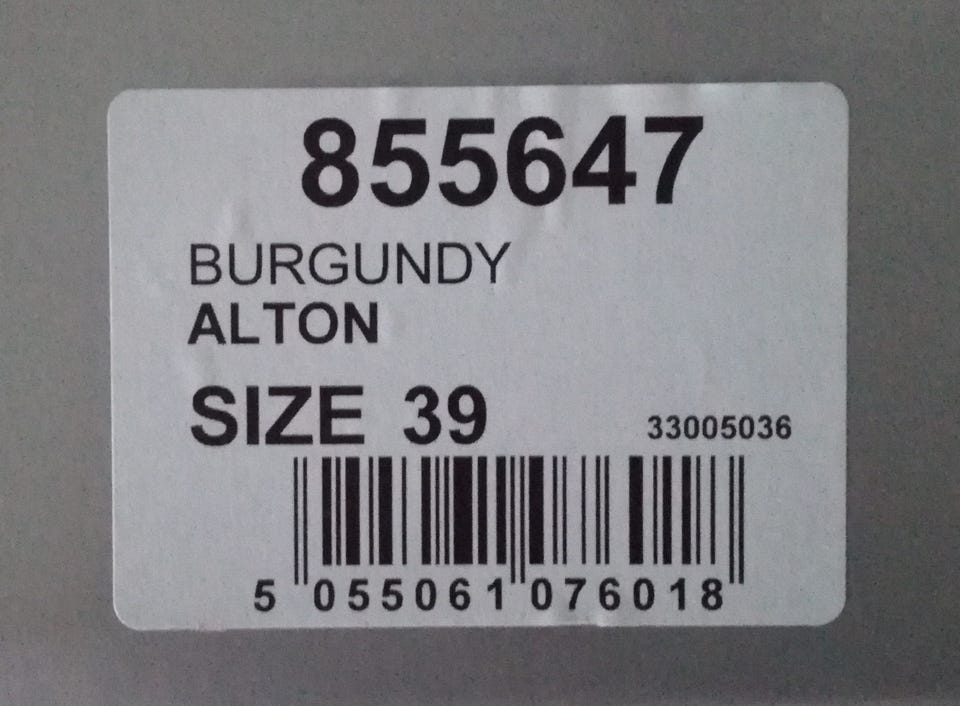 855647
BURGUNDY
ALTON
SIZE 39
33005036
5 055061 076018